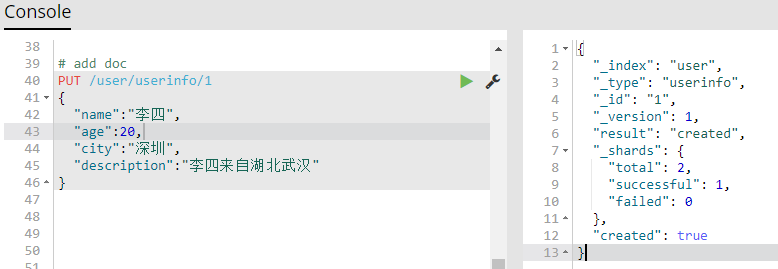 Console
38
39 # add doc
40 PUT /user/userinfo/1
41 {
42 "name":"李四",
43 "age":20,
44 "city":"深圳",
45 "description":"李四来自湖北武汉"
46 }
47
48
49
50
51
1 {
2 "_index": "user",
3 "_type": "userinfo",
4 "_id": "1",
5 "_version": 1,
6 "result": "created",
7 "_shards": {
8 "total": 2,
9 "successful": 1,
10 "failed": 0
11 },
12 "created": true
13 }